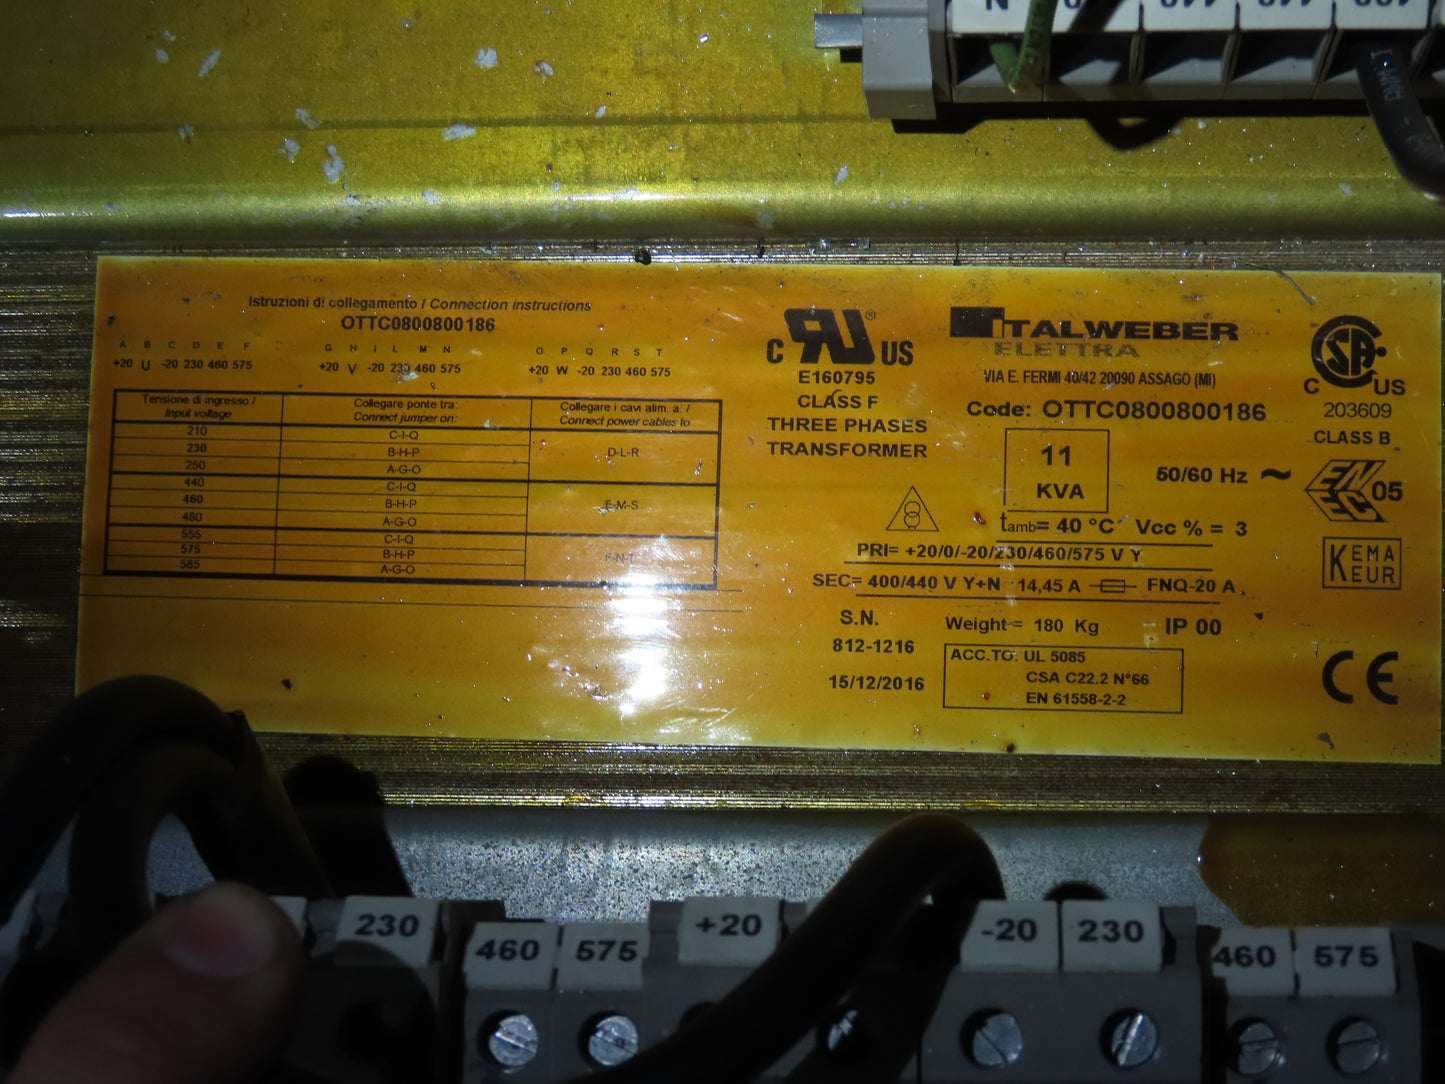 N
440
440
400
Istruzioni di collegamento / Connection instructions
OTTC0800800186
A B C D E F
+20 U -20 230 460 575
G H I L M N
+20 V -20 230 460 575
O P Q R S T
+20 W -20 230 460 575
Tensione di ingresso / Input voltage
Collegare ponte tra: Connect jumper on:
Collegare i cavi alim. a: / Connect power cables to
210 C-I-Q
230 B-H-P D-L-R
250 A-G-O
440 C-I-Q
460 B-H-P E-M-S
480 A-G-O
555 C-I-Q
575 B-H-P F-N-T
585 A-G-O
C RU ® US
E160795
CLASS F
THREE PHASES
TRANSFORMER
ITALWEBER
ELETTRA
VIA E. FERMI 40/42 20090 ASSAGO (MI)
Code: OTTC0800800186
11
KVA
50/60 Hz ~
tamb= 40 °C Vcc % = 3
PRI= +20/0/-20/230/460/575 V Y
SEC= 400/440 V Y+N 14,45 A FNQ-20 A
S.N.
812-1216
15/12/2016
Weight = 180 Kg IP 00
ACC.TO: UL 5085
CSA C22.2 N°66
EN 61558-2-2
C SA US
203609
CLASS B
ENEC 05
KEMA
KEUR
CE
230
460
575
+20
-20
230
460
575